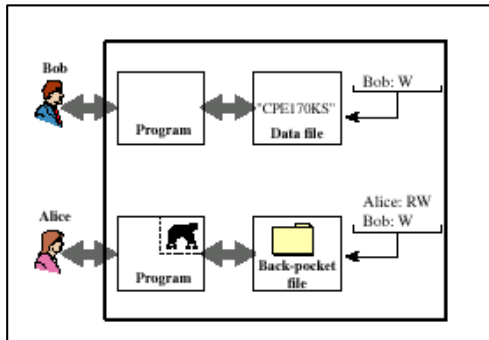 Bob
Bob: W
"CPE170KS"
Program
Data file
Alice
Alice: RW
Bob: W
Program
Back-pocket
file